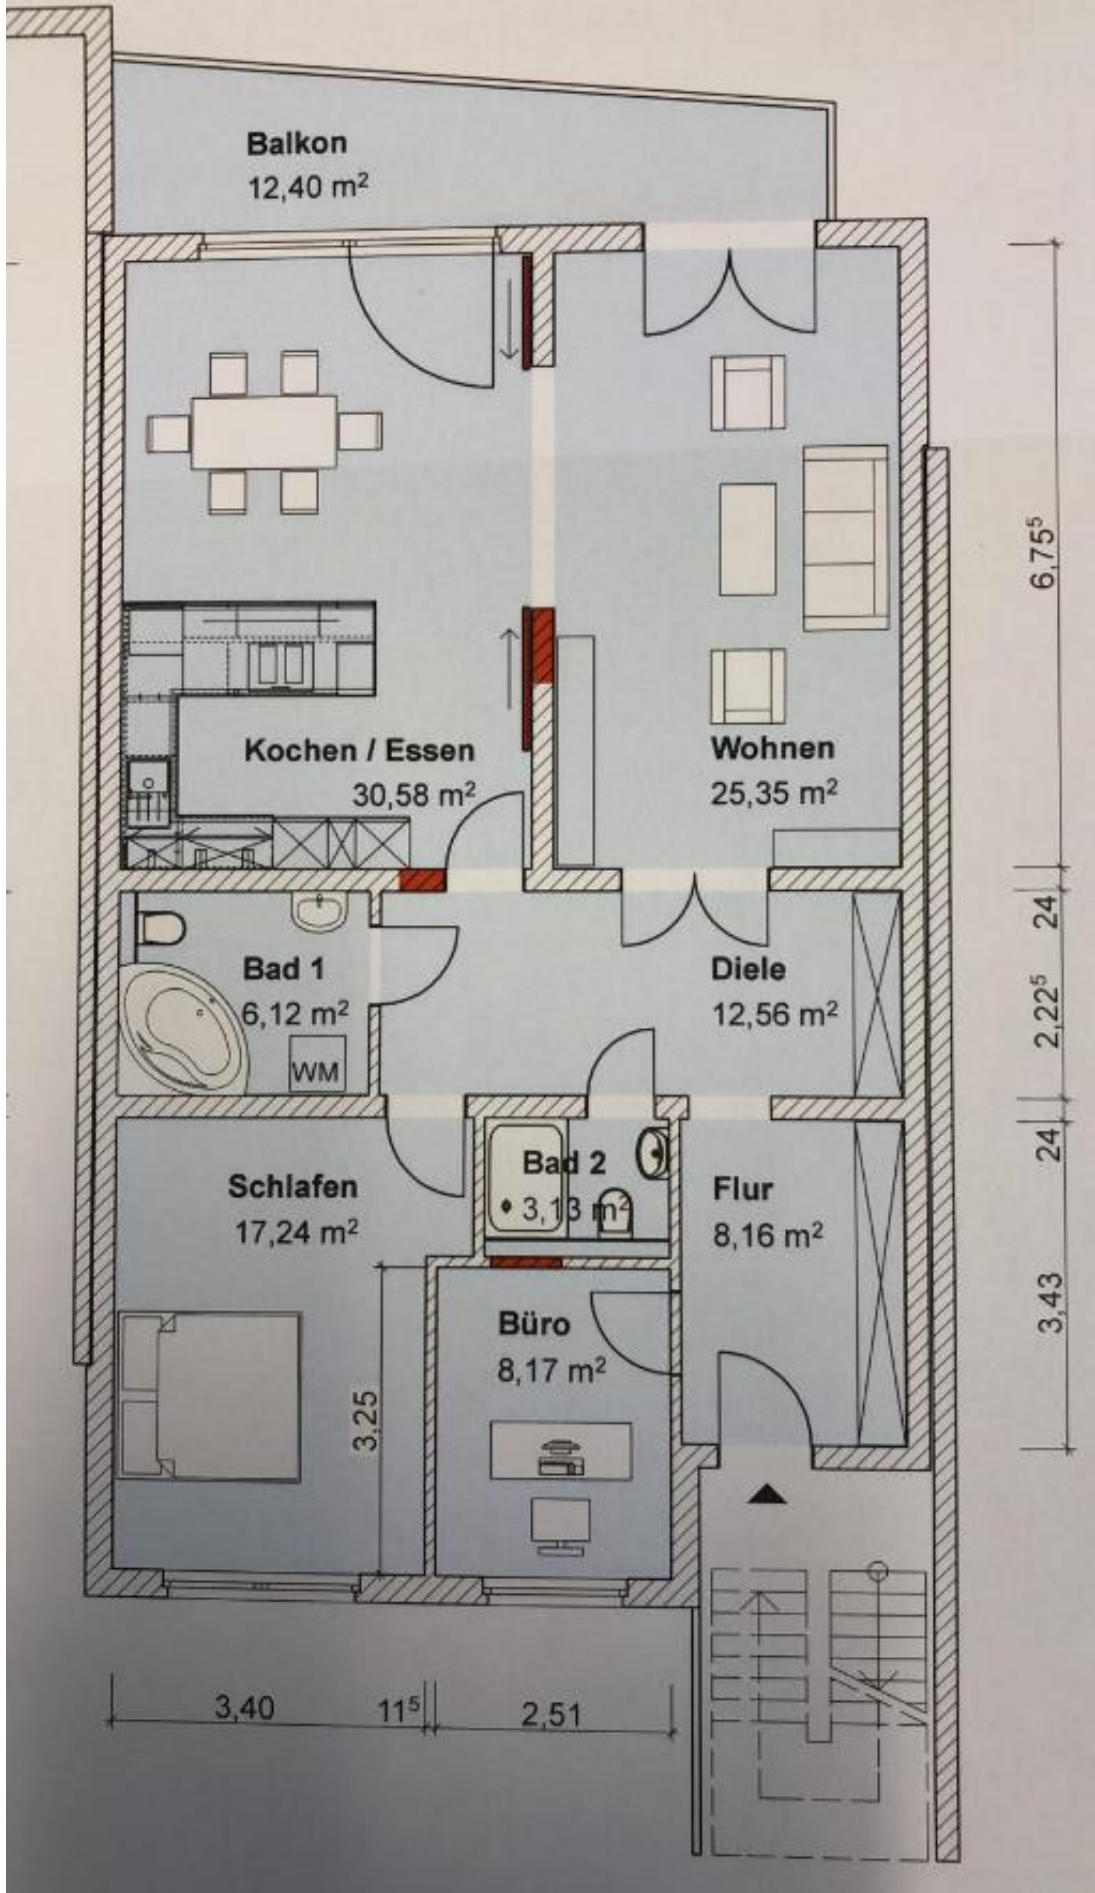 Balkon
12,40 m²
6,75⁵
Kochen / Essen
30,58 m²
Wohnen
25,35 m²
24
Bad 1
6,12 m²
WM
Diele
12,56 m²
2,22⁵
24
Schlafen
17,24 m²
Bad 2
3,13 m²
Flur
8,16 m²
3,43
Büro
8,17 m²
3,25
3,40
11⁵
2,51